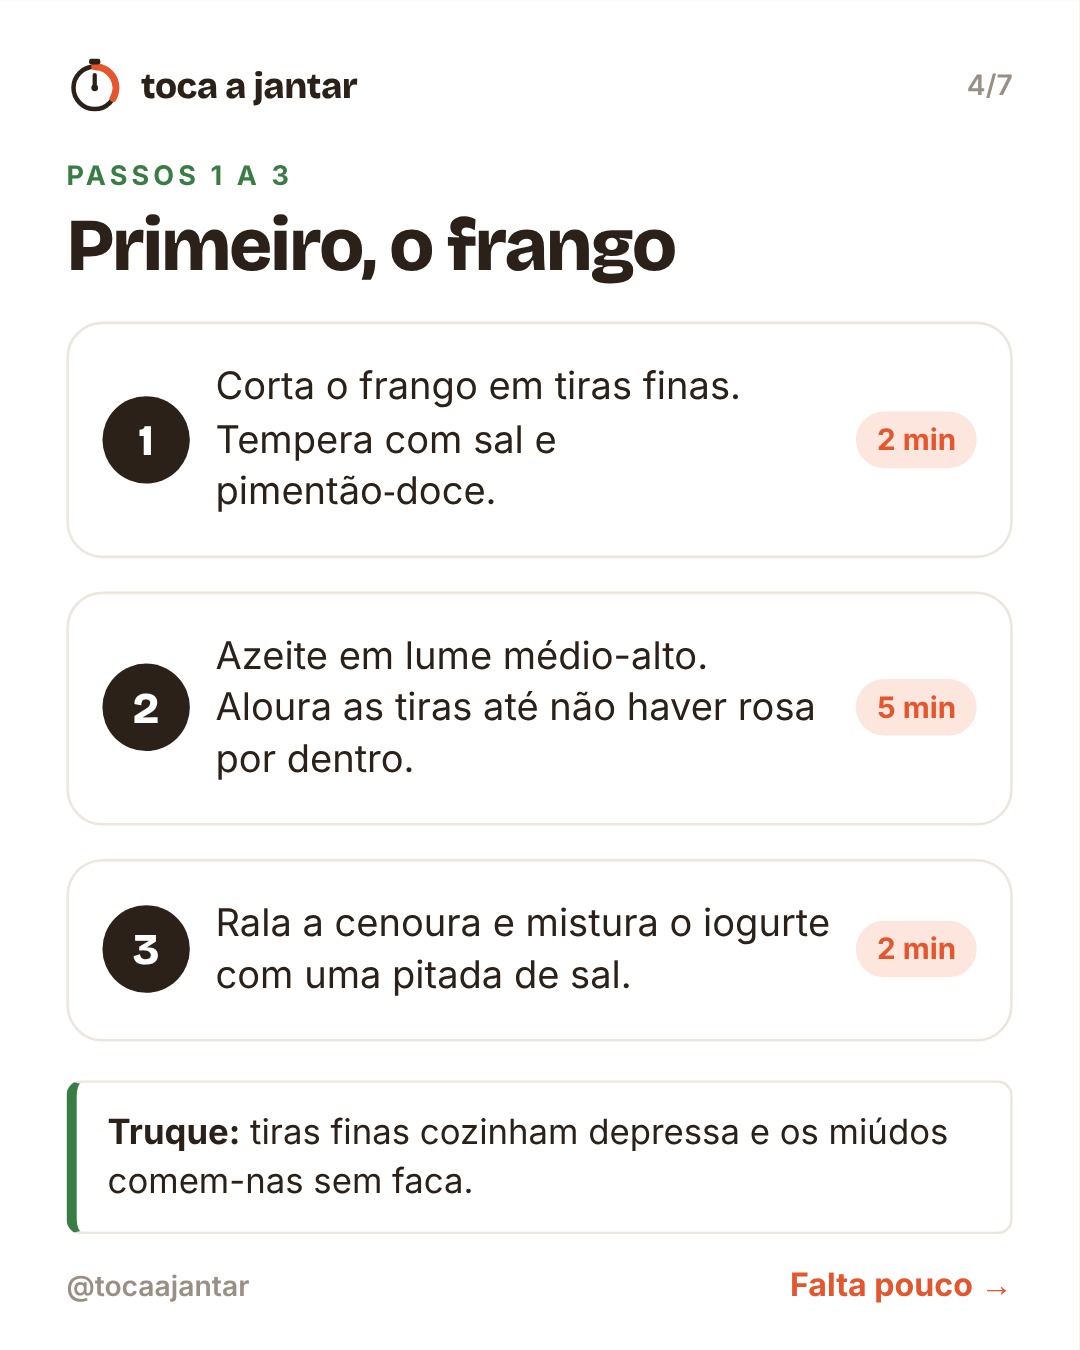 toca a jantar
4/7
PASSOS 1 A 3
Primeiro, o frango
1
Corta o frango em tiras finas.
Tempera com sal e
pimentão-doce.
2 min
2
Azeite em lume médio-alto.
Aloura as tiras até não haver rosa
por dentro.
5 min
3
Rala a cenoura e mistura o iogurte
com uma pitada de sal.
2 min
Truque: tiras finas cozinham depressa e os miúdos
comem-nas sem faca.
@tocaajantar
Falta pouco →